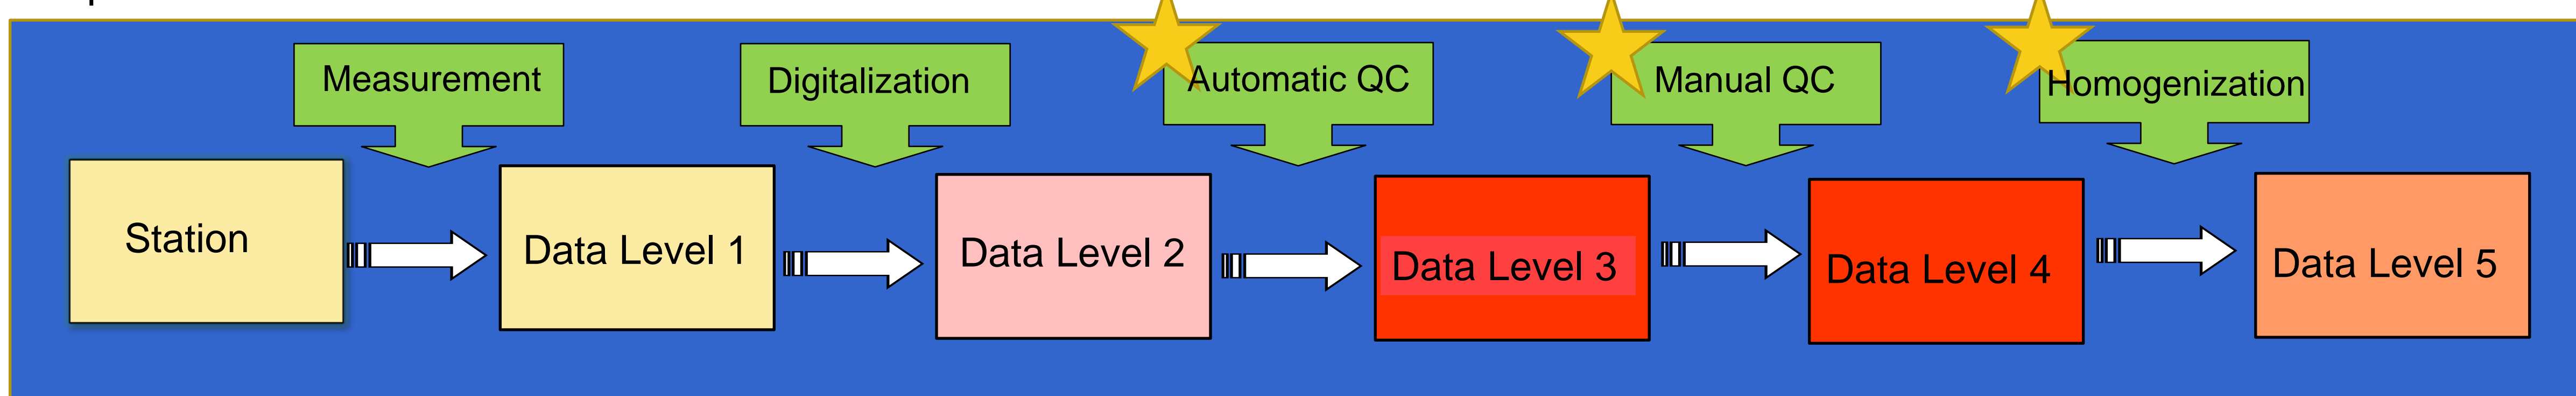 Measurement
Digitalization
Automatic QC
Manual QC
Homogenization
Station
Data Level 1
Data Level 2
Data Level 3
Data Level 4
Data Level 5